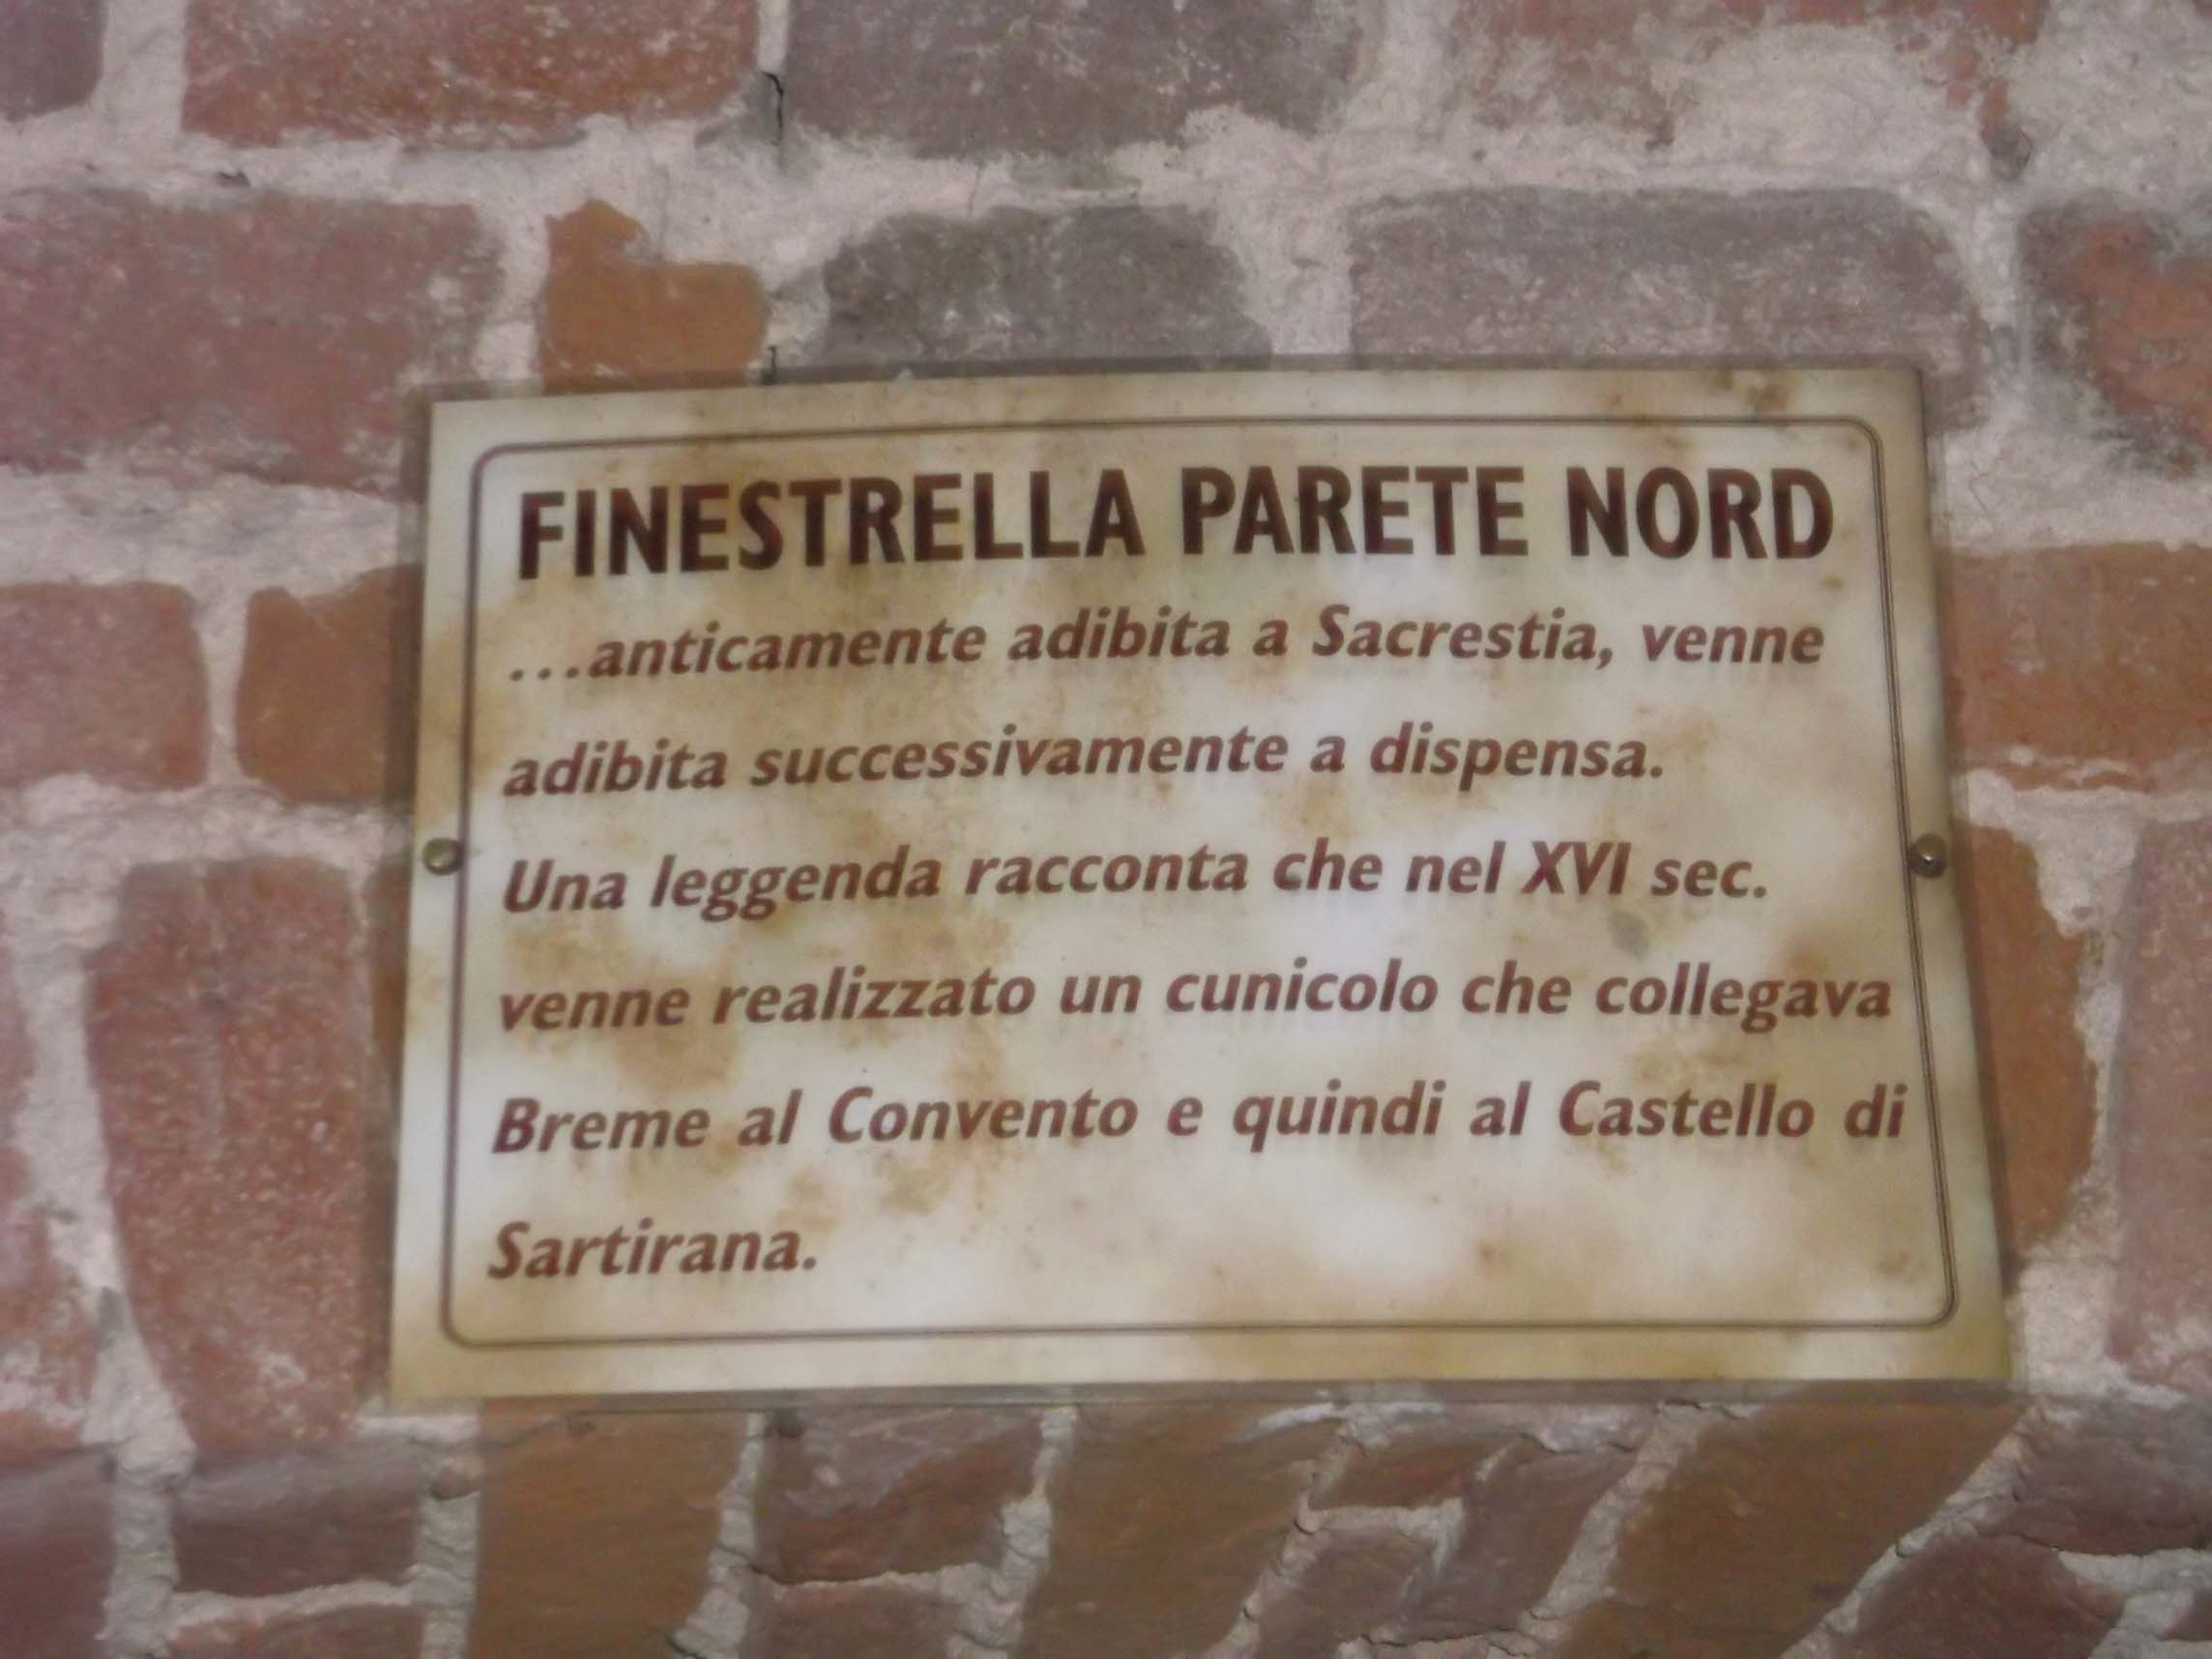 FINESTRELLA PARETE NORD
...anticamente adibita a Sacrestia, venne
adibita successivamente a dispensa.
Una leggenda racconta che nel XVI sec.
venne realizzato un cunicolo che collegava
Breme al Convento e quindi al Castello di
Sartirana.